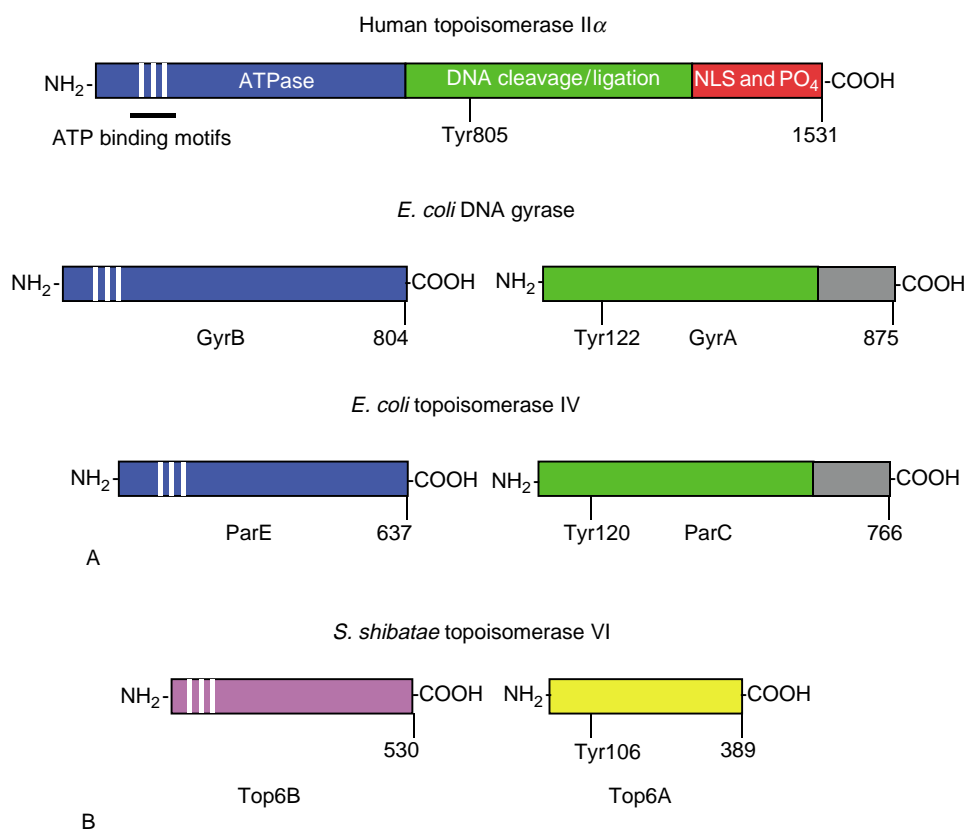 Human topoisomerase IIα
NH2- ATPase DNA cleavage/ligation NLS and PO4 -COOH
ATP binding motifs Tyr805 1531
E. coli DNA gyrase
NH2- -COOH NH2- -COOH
GyrB 804 Tyr122 GyrA 875
E. coli topoisomerase IV
NH2- -COOH NH2- -COOH
ParE 637 Tyr120 ParC 766
A
S. shibatae topoisomerase VI
NH2- -COOH NH2- -COOH
530 Tyr106 389
Top6B Top6A
B